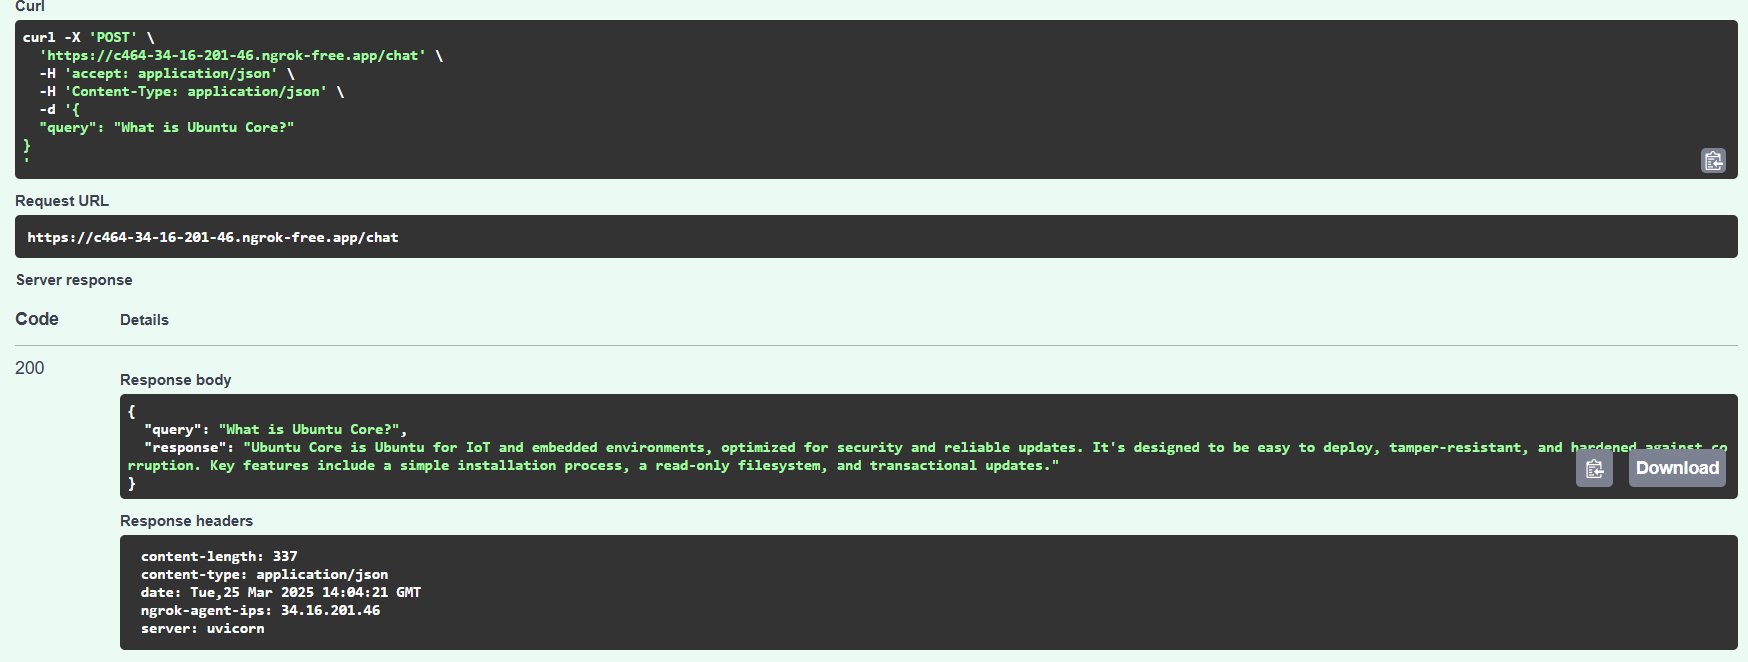 Curl
curl -X 'POST' \
  'https://c464-34-16-201-46.ngrok-free.app/chat' \
  -H 'accept: application/json' \
  -H 'Content-Type: application/json' \
  -d '{
  "query": "What is Ubuntu Core?"
}
'
Request URL
https://c464-34-16-201-46.ngrok-free.app/chat
Server response
Code Details
200
Response body
{
  "query": "What is Ubuntu Core?",
  "response": "Ubuntu Core is Ubuntu for IoT and embedded environments, optimized for security and reliable updates. It's designed to be easy to deploy, tamper-resistant, and hardened against co
rruption. Key features include a simple installation process, a read-only filesystem, and transactional updates."
}
Download
Response headers
content-length: 337
content-type: application/json
date: Tue,25 Mar 2025 14:04:21 GMT
ngrok-agent-ips: 34.16.201.46
server: uvicorn